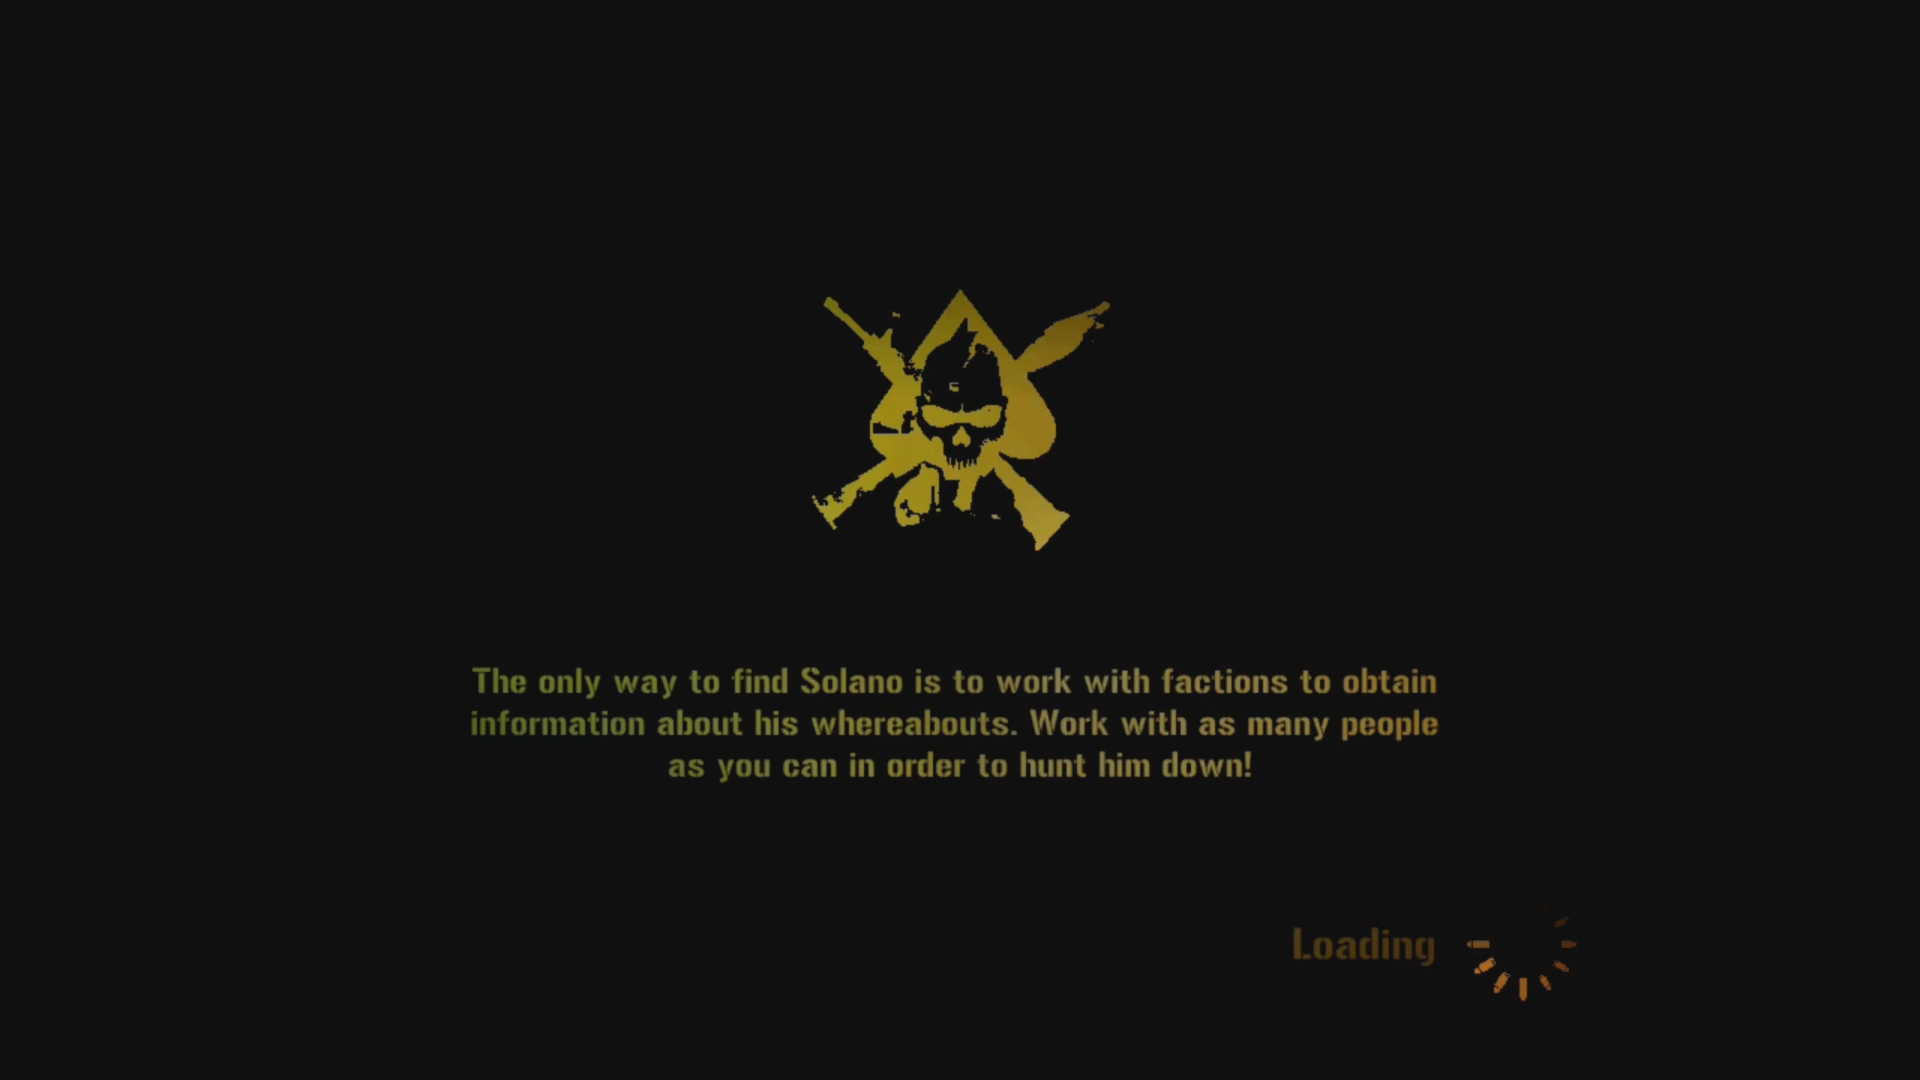 The only way to find Solano is to work with factions to obtain
information about his whereabouts. Work with as many people
as you can in order to hunt him down!
Loading